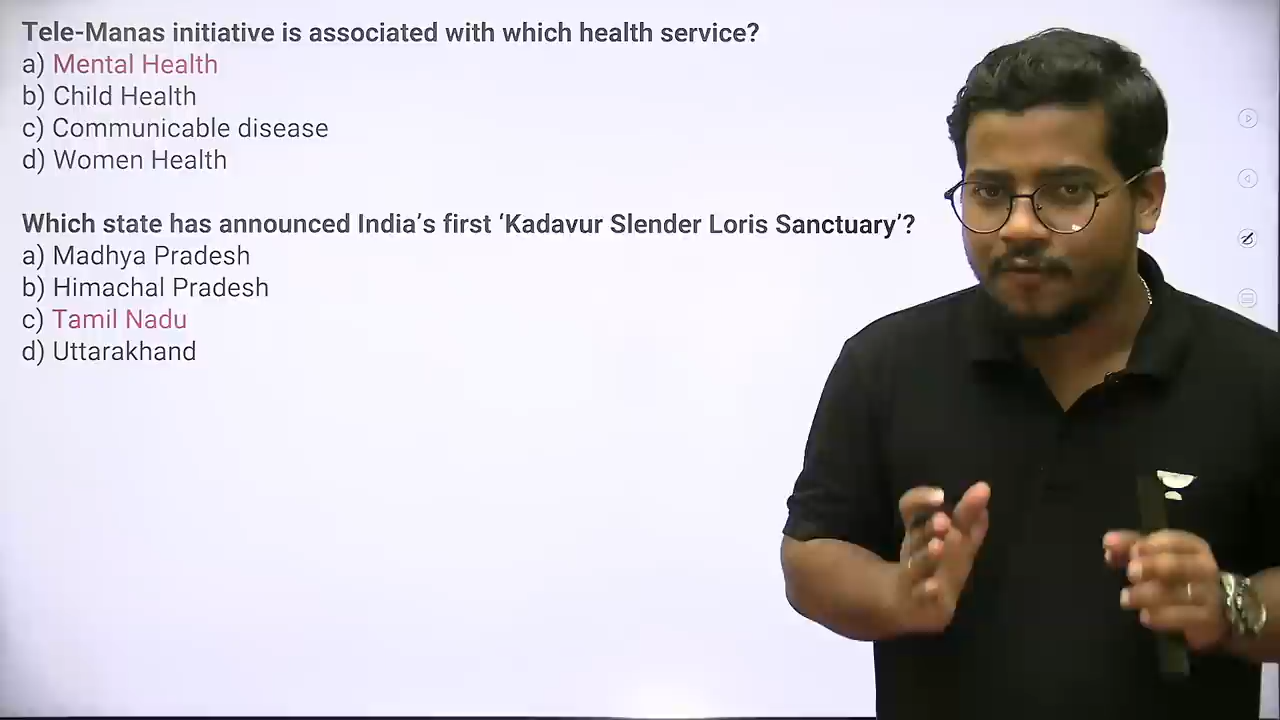 Tele-Manas initiative is associated with which health service?
a) Mental Health
b) Child Health
c) Communicable disease
d) Women Health
Which state has announced India's first ‘Kadavur Slender Loris Sanctuary’?
a) Madhya Pradesh
b) Himachal Pradesh
c) Tamil Nadu
d) Uttarakhand